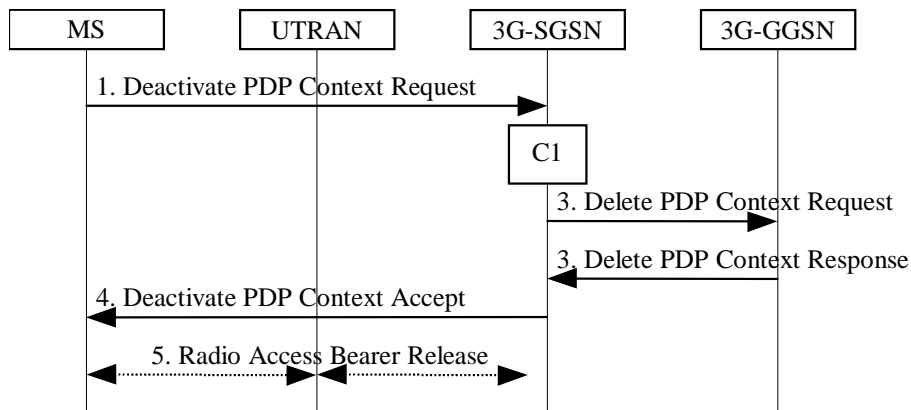 MS
UTRAN
3G-SGSN
3G-GGSN
1. Deactivate PDP Context Request
C1
3. Delete PDP Context Request
3. Delete PDP Context Response
4. Deactivate PDP Context Accept
5. Radio Access Bearer Release